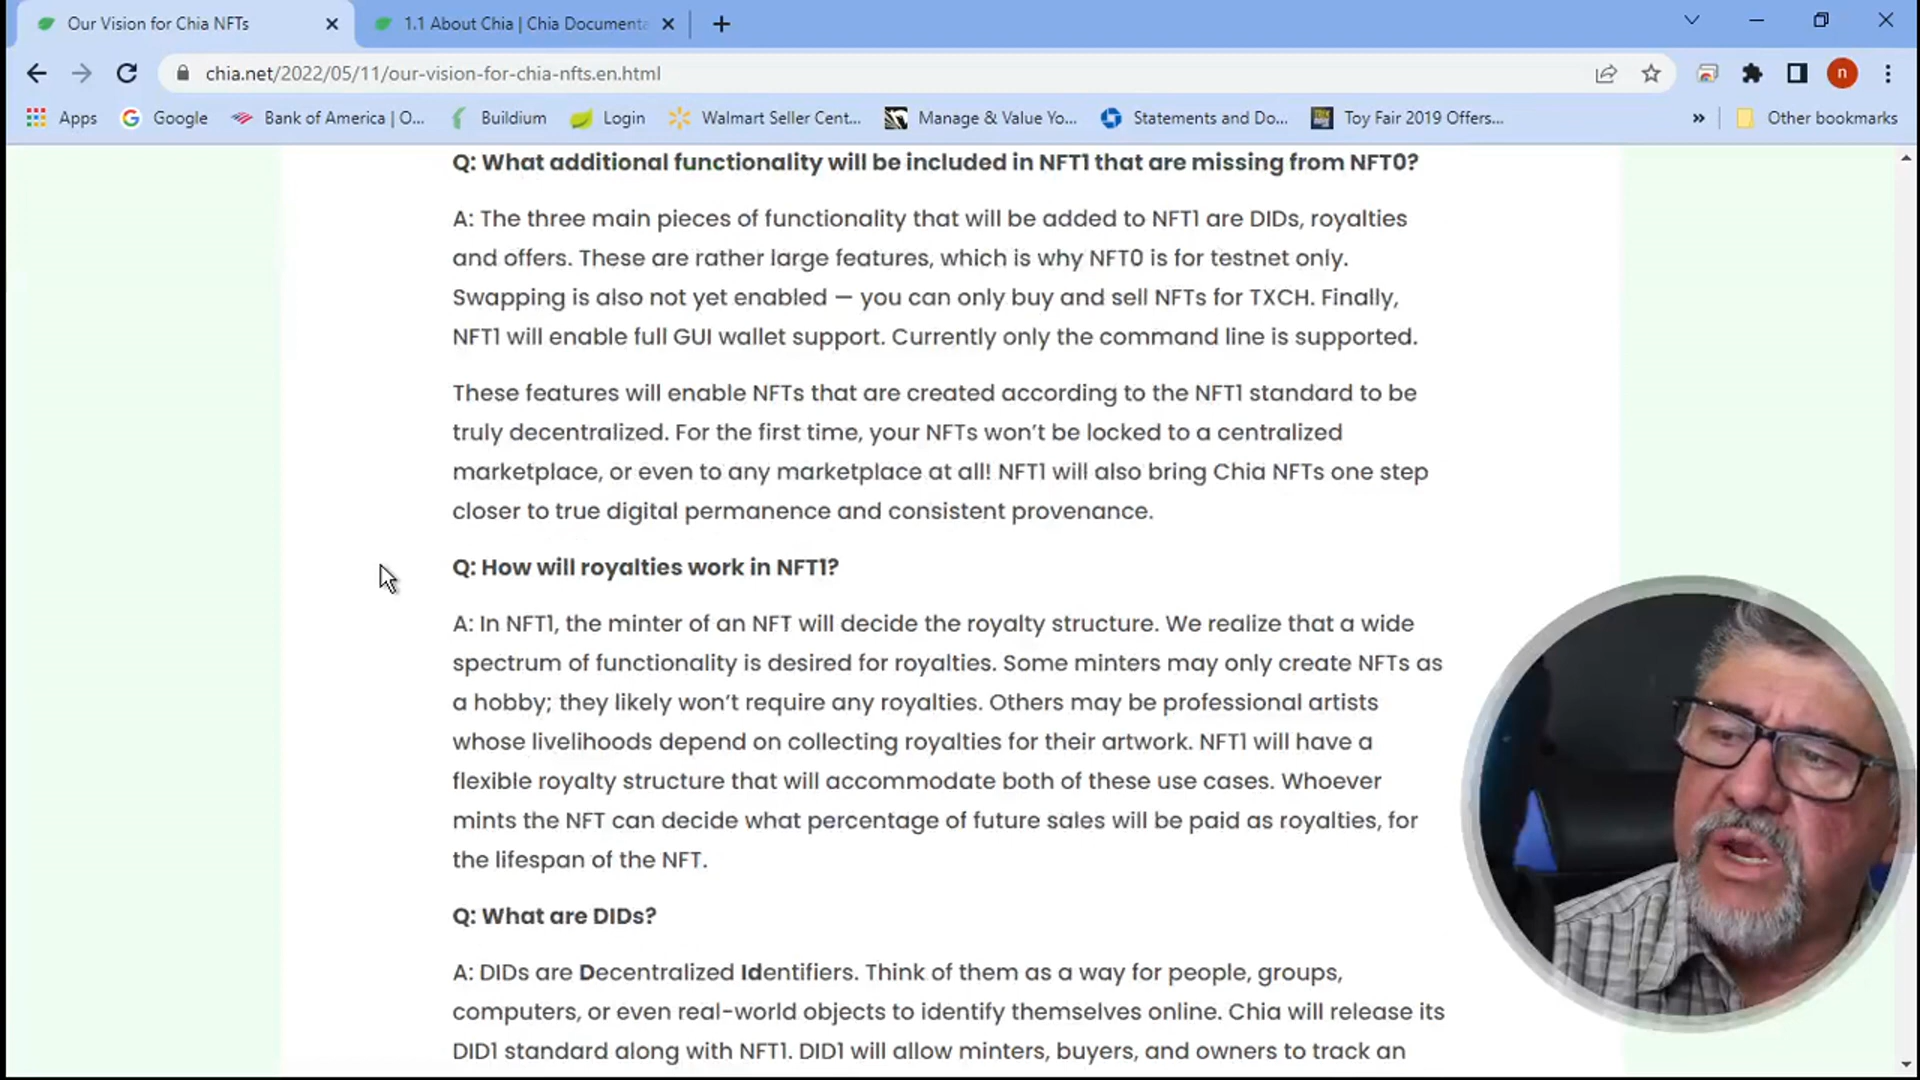 Our Vision for Chia NFTs
1.1 About Chia | Chia Documenta
chia.net/2022/05/11/our-vision-for-chia-nfts.en.html
n
Apps
Google
Bank of America | O...
Buildium
Login
Walmart Seller Cent...
Manage & Value Yo...
Statements and Do...
Toy Fair 2019 Offers...
»
Other bookmarks
Q: What additional functionality will be included in NFT1 that are missing from NFT0?
A: The three main pieces of functionality that will be added to NFT1 are DIDs, royalties
and offers. These are rather large features, which is why NFT0 is for testnet only.
Swapping is also not yet enabled — you can only buy and sell NFTs for TXCH. Finally,
NFT1 will enable full GUI wallet support. Currently only the command line is supported.
These features will enable NFTs that are created according to the NFT1 standard to be
truly decentralized. For the first time, your NFTs won’t be locked to a centralized
marketplace, or even to any marketplace at all! NFT1 will also bring Chia NFTs one step
closer to true digital permanence and consistent provenance.
Q: How will royalties work in NFT1?
A: In NFT1, the minter of an NFT will decide the royalty structure. We realize that a wide
spectrum of functionality is desired for royalties. Some minters may only create NFTs as
a hobby; they likely won’t require any royalties. Others may be professional artists
whose livelihoods depend on collecting royalties for their artwork. NFT1 will have a
flexible royalty structure that will accommodate both of these use cases. Whoever
mints the NFT can decide what percentage of future sales will be paid as royalties, for
the lifespan of the NFT.
Q: What are DIDs?
A: DIDs are Decentralized Identifiers. Think of them as a way for people, groups,
computers, or even real-world objects to identify themselves online. Chia will release its
DID1 standard along with NFT1. DID1 will allow minters, buyers, and owners to track an